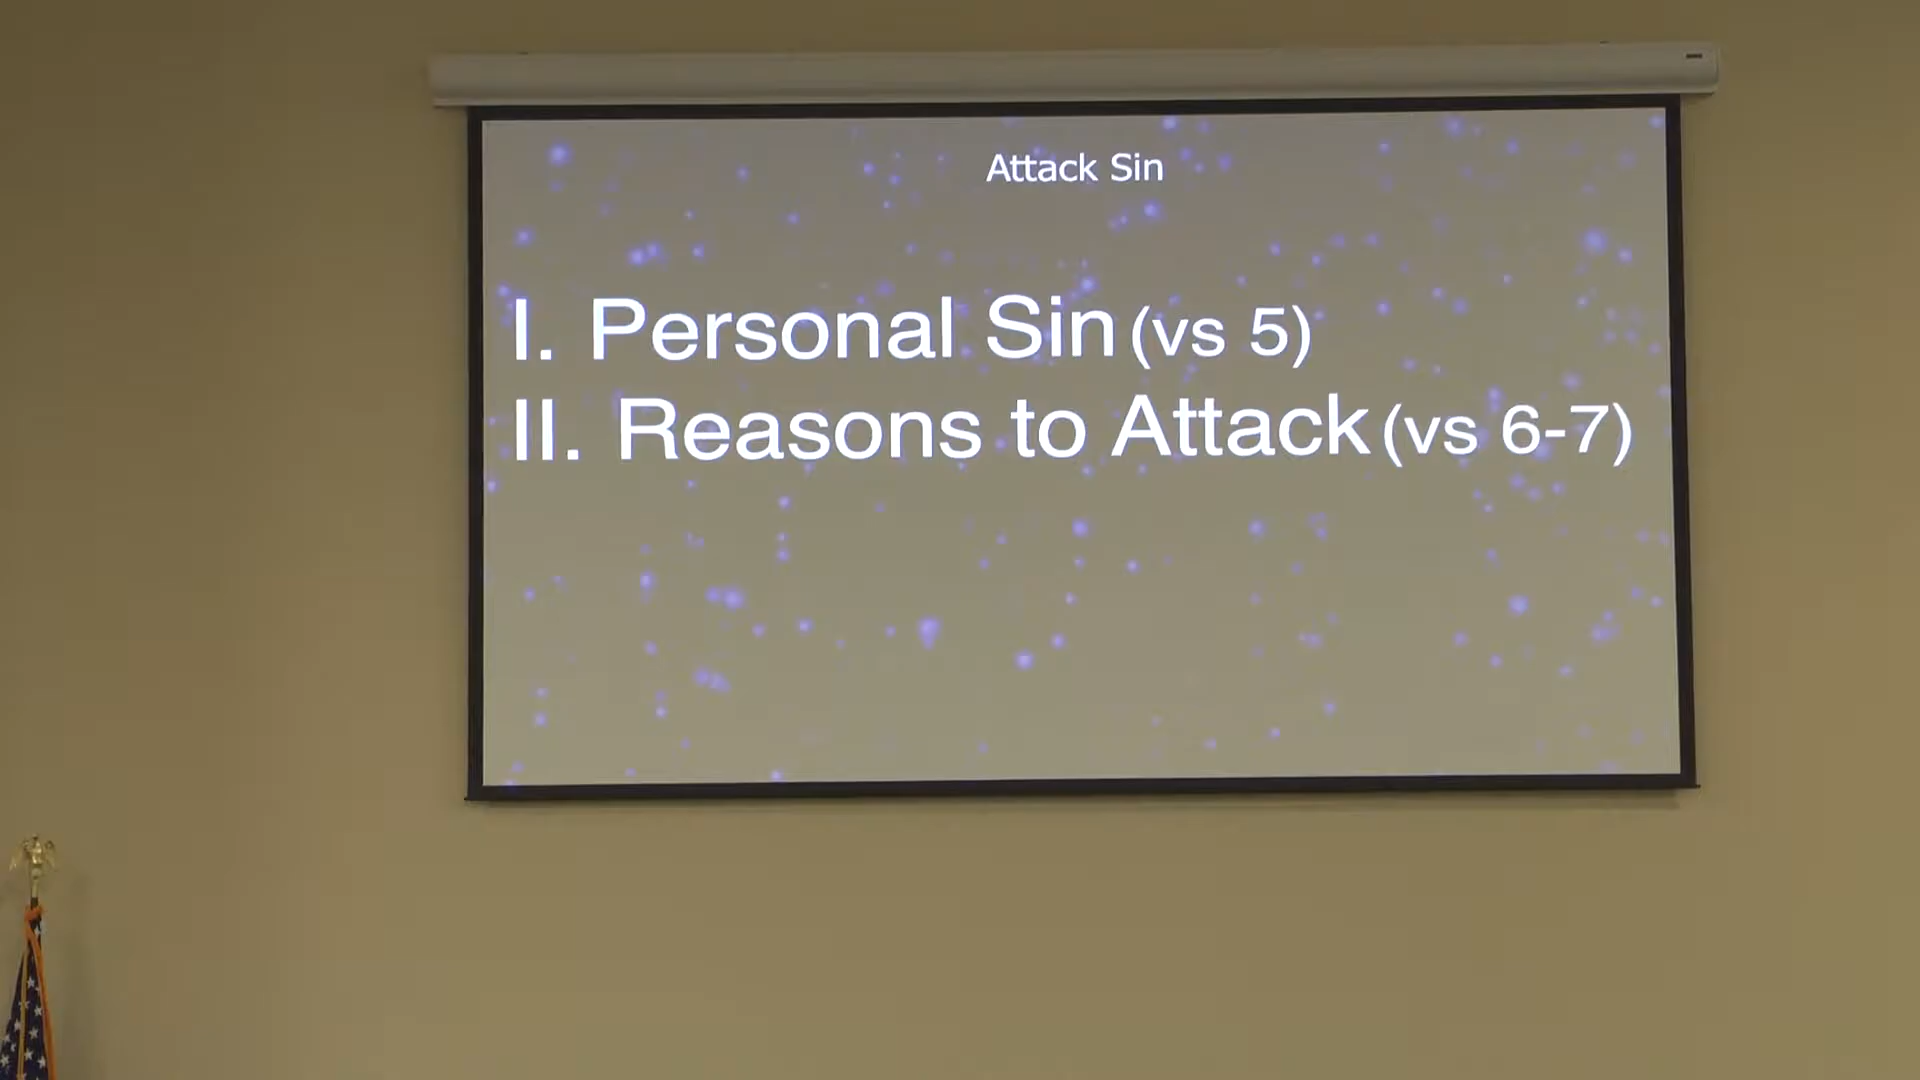 Attack Sin
I. Personal Sin (vs 5)
II. Reasons to Attack (vs 6-7)